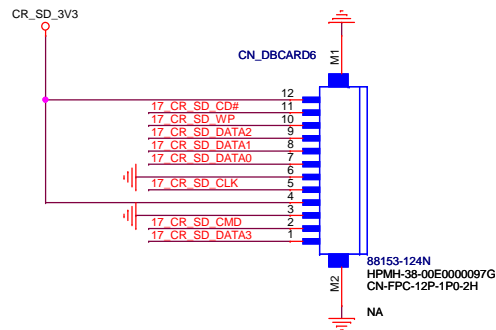 CR_SD_3V3
M1
CN_DBCARD6
12
17_CR_SD_CD# 11
17_CR_SD_WP 10
17_CR_SD_DATA2 9
17_CR_SD_DATA1 8
17_CR_SD_DATA0 7
6
17_CR_SD_CLK 5
4
3
17_CR_SD_CMD 2
17_CR_SD_DATA3 1
M2
88153-124N
HPMH-38-00E0000097G
CN-FPC-12P-1P0-2H
NA